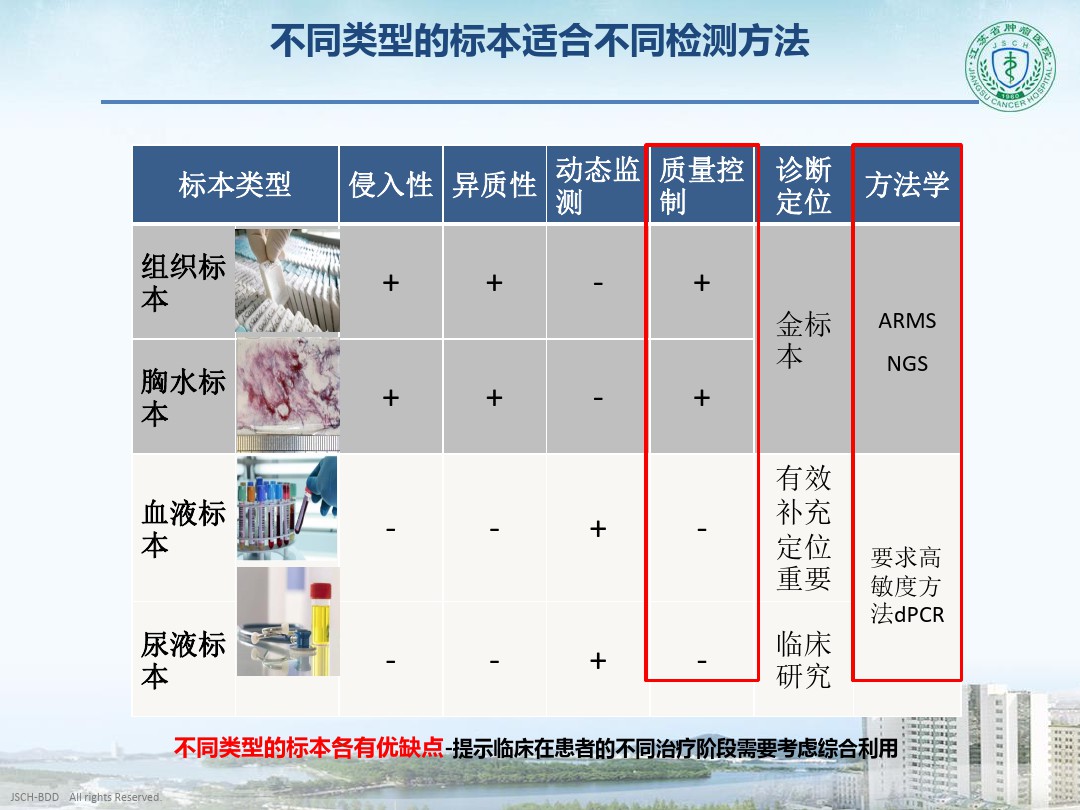 不同类型的标本适合不同检测方法
江苏省肿瘤医院
JSCH
1960
JIANGSU CANCER HOSPITAL
标本类型 侵入性 异质性 动态监测 质量控制 诊断定位 方法学
组织标本 + + - + 金标本 ARMS NGS
胸水标本 + + - +
血液标本 - - + - 有效补充定位重要 要求高敏度方法dPCR
尿液标本 - - + - 临床研究
不同类型的标本各有优缺点-提示临床在患者的不同治疗阶段需要考虑综合利用
JSCH-BDD All rights Reserved.